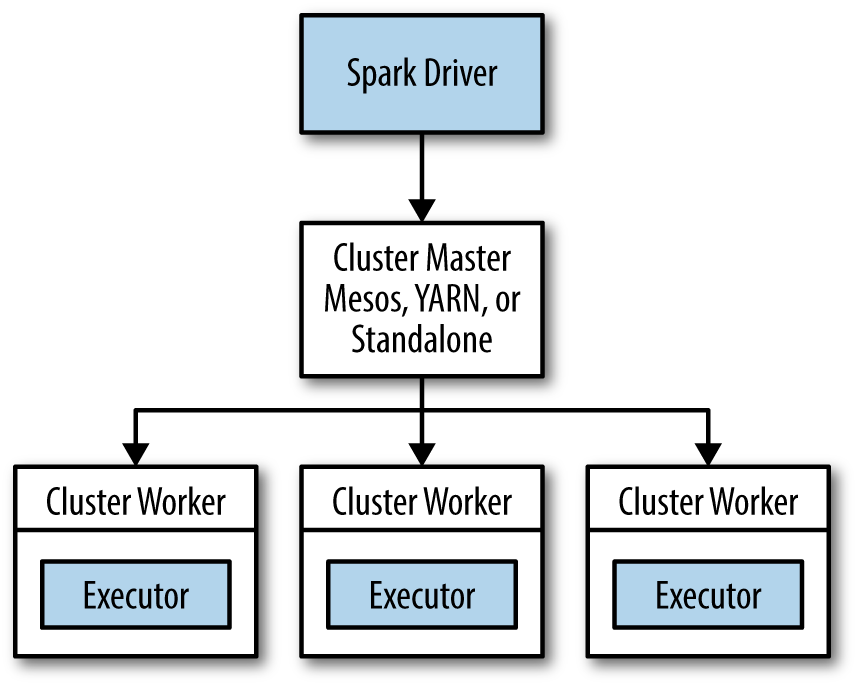 Spark Driver
Cluster Master
Mesos, YARN, or
Standalone
Cluster Worker
Cluster Worker
Cluster Worker
Executor
Executor
Executor